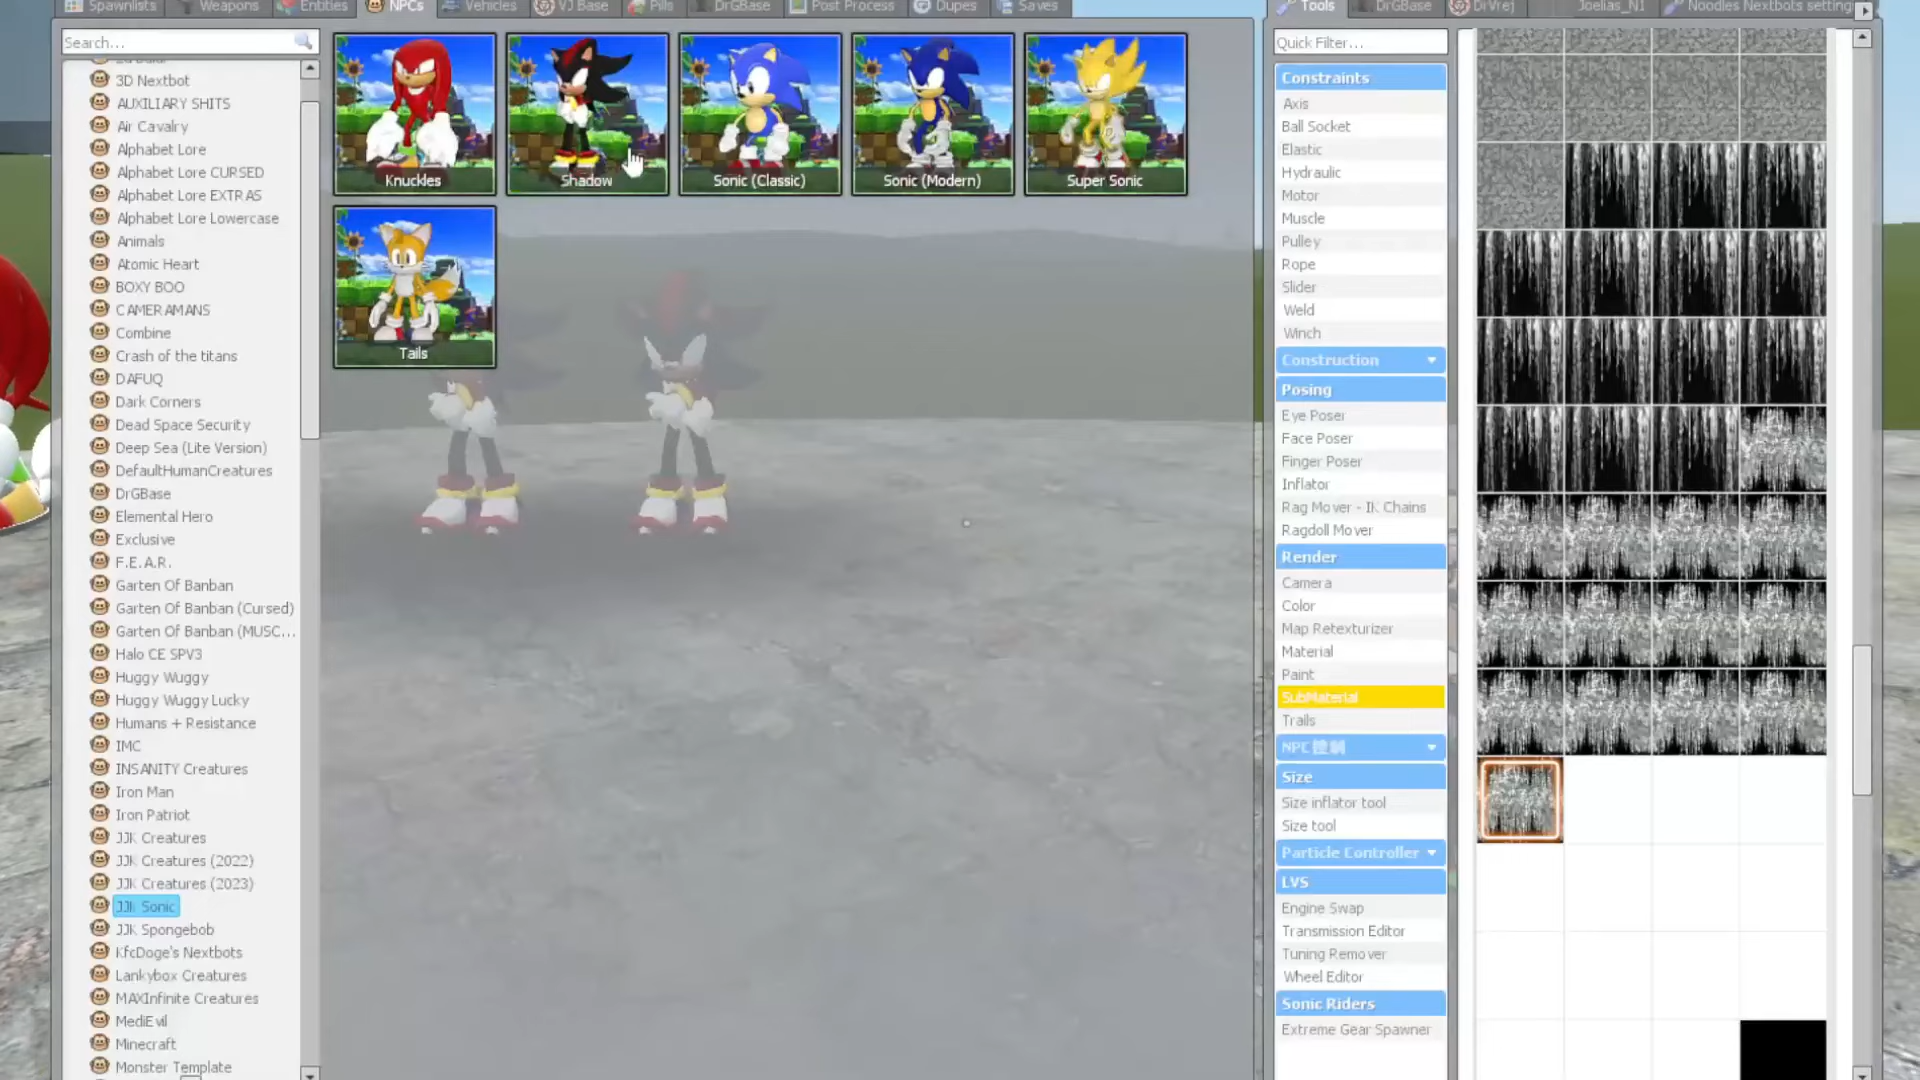 Spawnlists
Weapons
Entities
NPCs
Vehicles
VJ Base
Pills
DrGBase
Post Process
Dupes
Saves
Tools
DrGBase
DrVrej
Joelias_NI
Noodles Nextbots setting
Search...
3D Nextbot
AUXILIARY SHITS
Air Cavalry
Alphabet Lore
Alphabet Lore CURSED
Alphabet Lore EXTRAS
Alphabet Lore Lowercase
Animals
Atomic Heart
BOXY BOO
CAMERAMANS
Combine
Crash of the titans
DAFUQ
Dark Corners
Dead Space Security
Deep Sea (Lite Version)
DefaultHumanCreatures
DrGBase
Elemental Hero
Exclusive
F.E.A.R.
Garten Of Banban
Garten Of Banban (Cursed)
Garten Of Banban (MUSC...
Halo CE SPV3
Huggy Wuggy
Huggy Wuggy Lucky
Humans + Resistance
IMC
INSANITY Creatures
Iron Man
Iron Patriot
JJK Creatures
JJK Creatures (2022)
JJK Creatures (2023)
JJK Sonic
JJK Spongebob
KfcDoge's Nextbots
Lankybox Creatures
MAXInfinite Creatures
MediEvil
Minecraft
Monster Template
Knuckles
Shadow
Sonic (Classic)
Sonic (Modern)
Super Sonic
Tails
Quick Filter...
Constraints
Axis
Ball Socket
Elastic
Hydraulic
Motor
Muscle
Pulley
Rope
Slider
Weld
Winch
Construction
Posing
Eye Poser
Face Poser
Finger Poser
Inflator
Rag Mover - IK Chains
Ragdoll Mover
Render
Camera
Color
Map Retexturizer
Material
Paint
SubMaterial
Trails
NPC控制
Size
Size inflator tool
Size tool
Particle Controller
LVS
Engine Swap
Transmission Editor
Tuning Remover
Wheel Editor
Sonic Riders
Extreme Gear Spawner